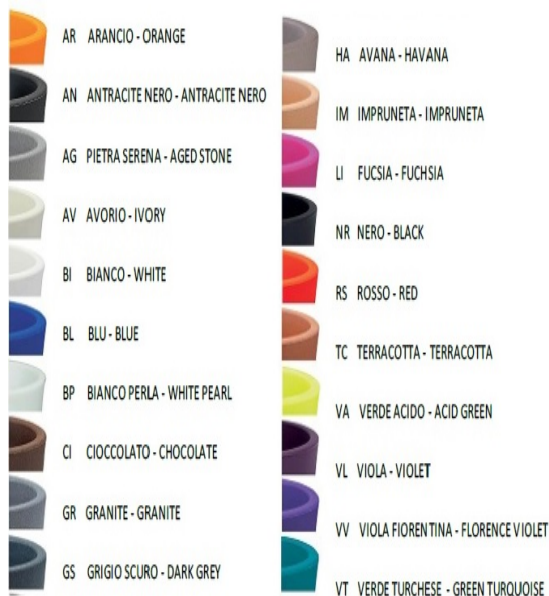 AR ARANCIO - ORANGE
AN ANTRACITE NERO - ANTRACITE NERO
AG PIETRA SERENA - AGED STONE
AV AVORIO - IVORY
BI BIANCO - WHITE
BL BLU - BLUE
BP BIANCO PERLA - WHITE PEARL
CI CIOCCOLATO - CHOCOLATE
GR GRANITE - GRANITE
GS GRIGIO SCURO - DARK GREY
HA AVANA - HAVANA
IM IMPRUNETA - IMPRUNETA
LI FUCSIA - FUCHSIA
NR NERO - BLACK
RS ROSSO - RED
TC TERRACOTTA - TERRACOTTA
VA VERDE ACIDO - ACID GREEN
VL VIOLA - VIOLET
VV VIOLA FIORENTINA - FLORENCE VIOLET
VT VERDE TURCHESE - GREEN TURQUOISE